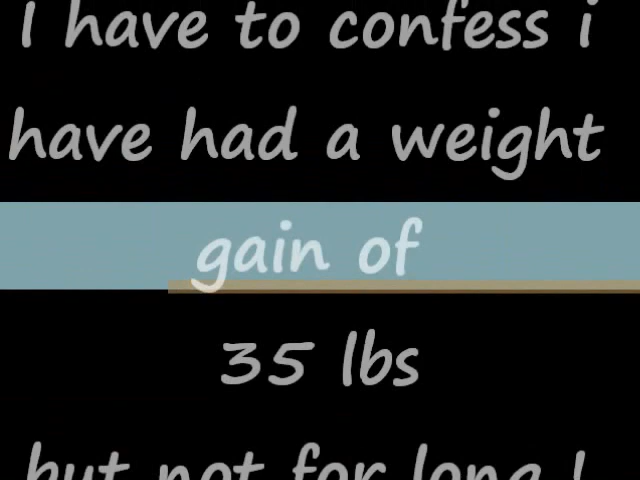 I have to confess i
have had a weight
gain of
35 lbs
but not for long !